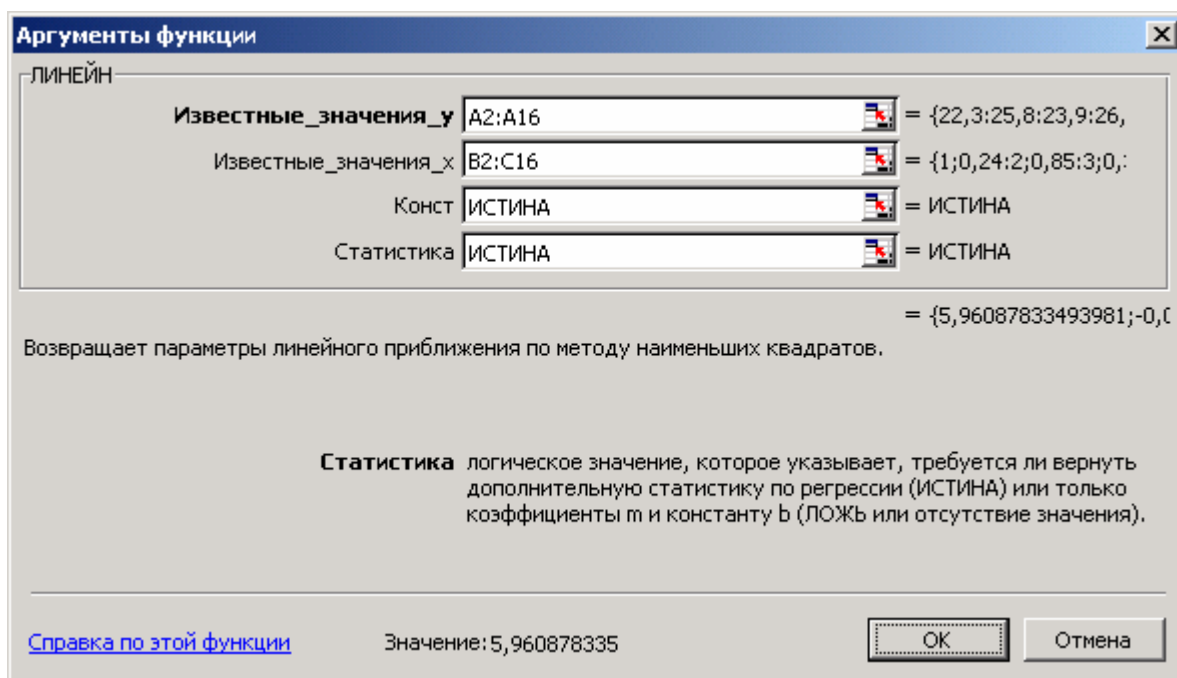 Аргументы функции
ЛИНЕЙН
Известные_значения_y A2:A16 = {22,3:25,8:23,9:26,
Известные_значения_x B2:C16 = {1;0,24:2;0,85:3;0,
Конст ИСТИНА = ИСТИНА
Статистика ИСТИНА = ИСТИНА
= {5,96087833493981;-0,0
Возвращает параметры линейного приближения по методу наименьших квадратов.
Статистика логическое значение, которое указывает, требуется ли вернуть
дополнительную статистику по регрессии (ИСТИНА) или только
коэффициенты m и константу b (ЛОЖЬ или отсутствие значения).
Справка по этой функции Значение:5,960878335 OK Отмена